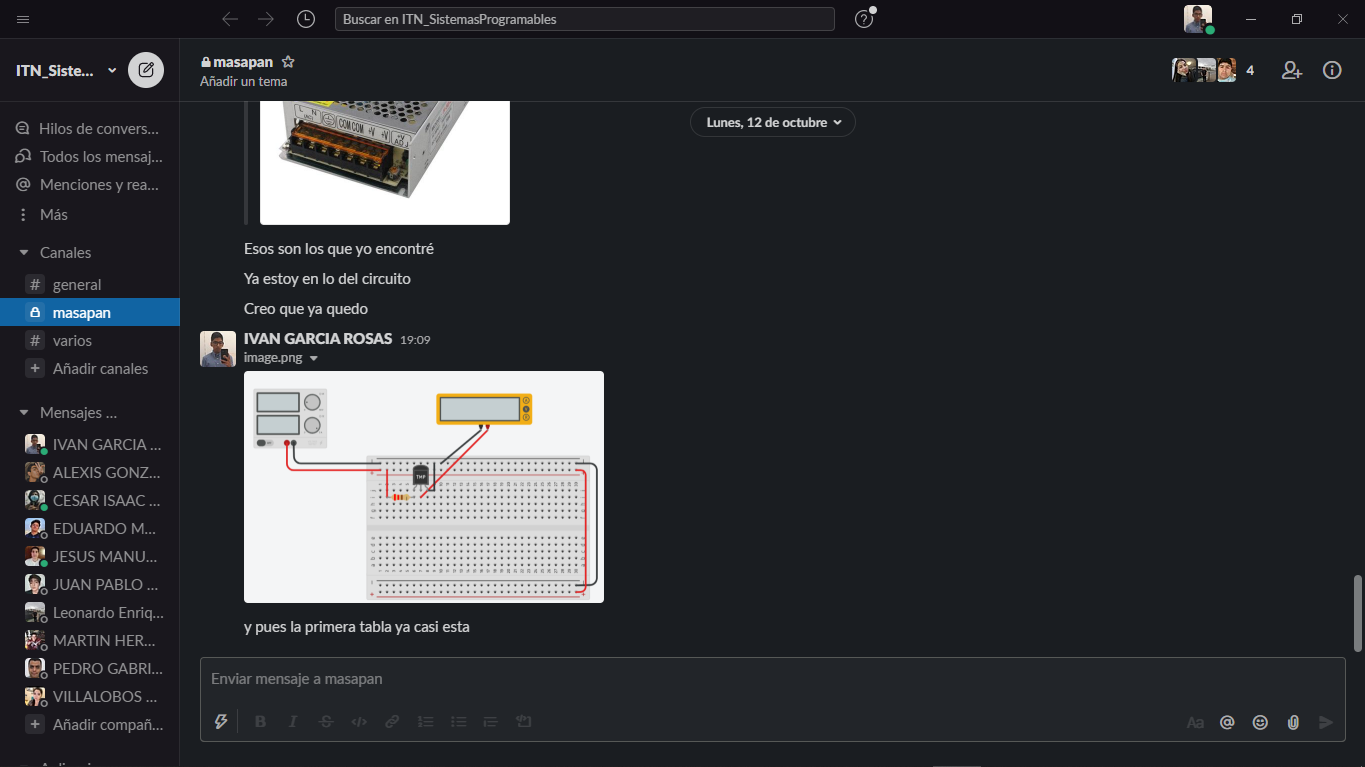 Buscar en ITN_SistemasProgramables
ITN_Siste...
Hilos de convers...
Todos los mensaj...
Menciones y rea...
Más
Canales
# general
masapan
# varios
+ Añadir canales
Mensajes ...
IVAN GARCIA ...
ALEXIS GONZ...
CESAR ISAAC ...
EDUARDO M...
JESUS MANU...
JUAN PABLO ...
Leonardo Enriq...
MARTIN HER...
PEDRO GABRI...
VILLALOBOS ...
+ Añadir compañ...
masapan
Añadir un tema
4
Lunes, 12 de octubre
L N COM COM +V +V +V ADJ
Esos son los que yo encontré
Ya estoy en lo del circuito
Creo que ya quedo
IVAN GARCIA ROSAS 19:09
image.png
TMP
y pues la primera tabla ya casi esta
Enviar mensaje a masapan
B I S </>
Aa @